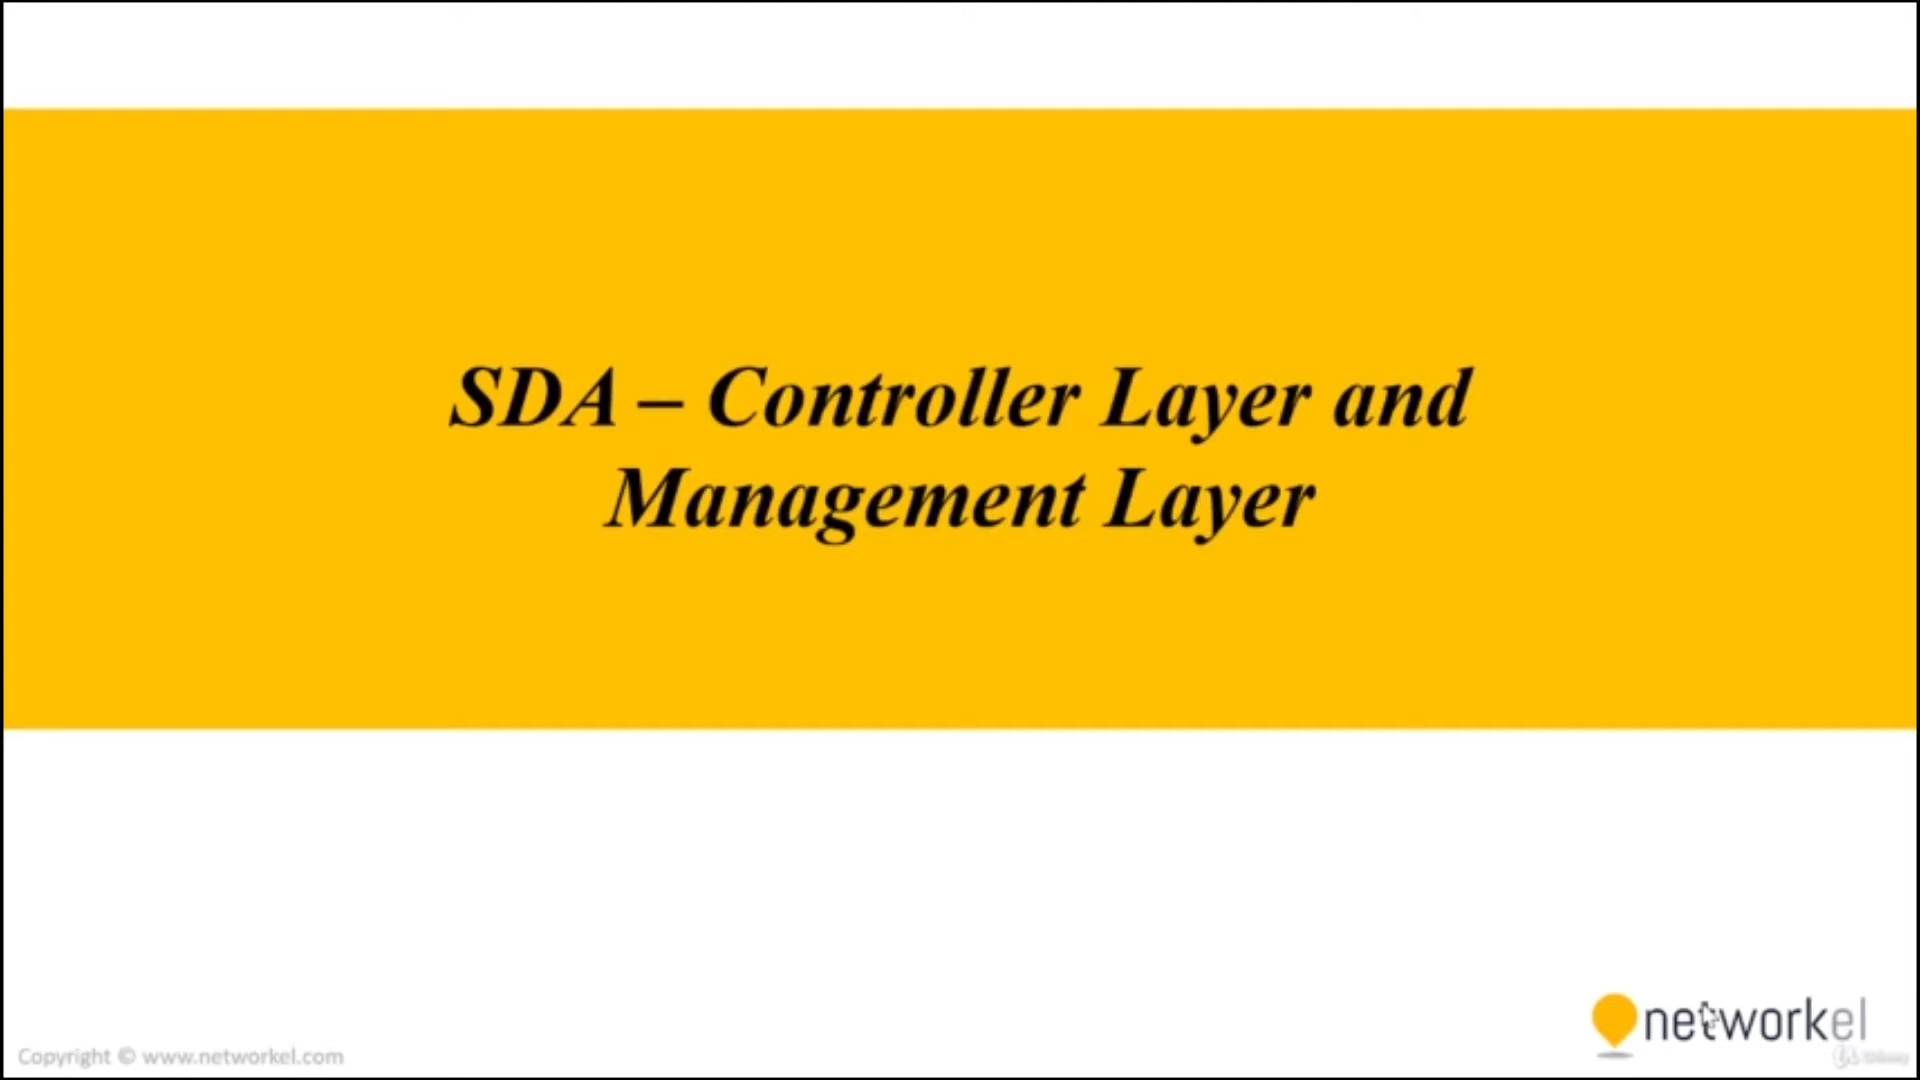 SDA – Controller Layer and
Management Layer
networkel
Copyright © www.networkel.com